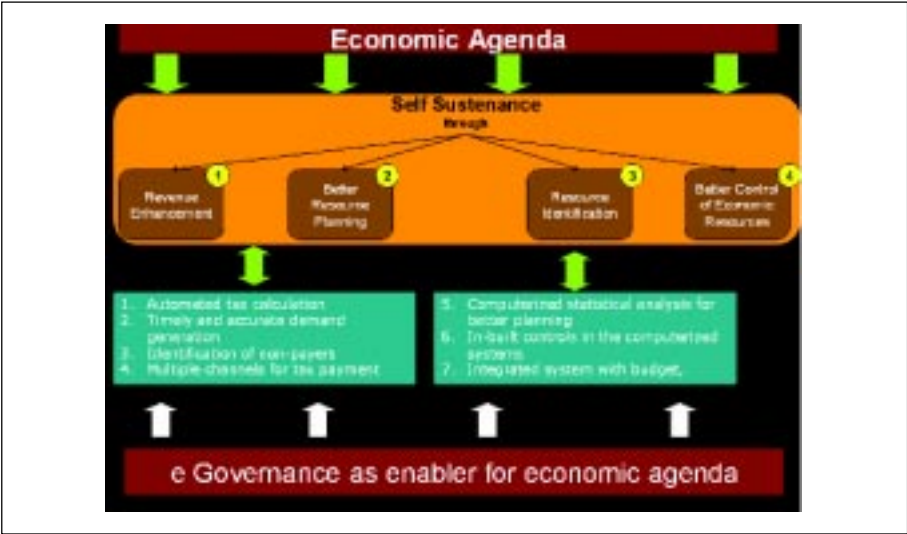 Economic Agenda
Self Sustenance
through
1
Revenue
Enhancement
2
Better
Resource
Planning
3
Resource
Identification
4
Better Control
of Economic
Resources
1. Automated tax calculation
2. Timely and accurate demand
generation
3. Identification of non-payers
4. Multiple channels for tax payment
5. Computerized statistical analysis for
better planning
6. In-built controls in the computerized
systems
7. Integrated system with budget,
e Governance as enabler for economic agenda